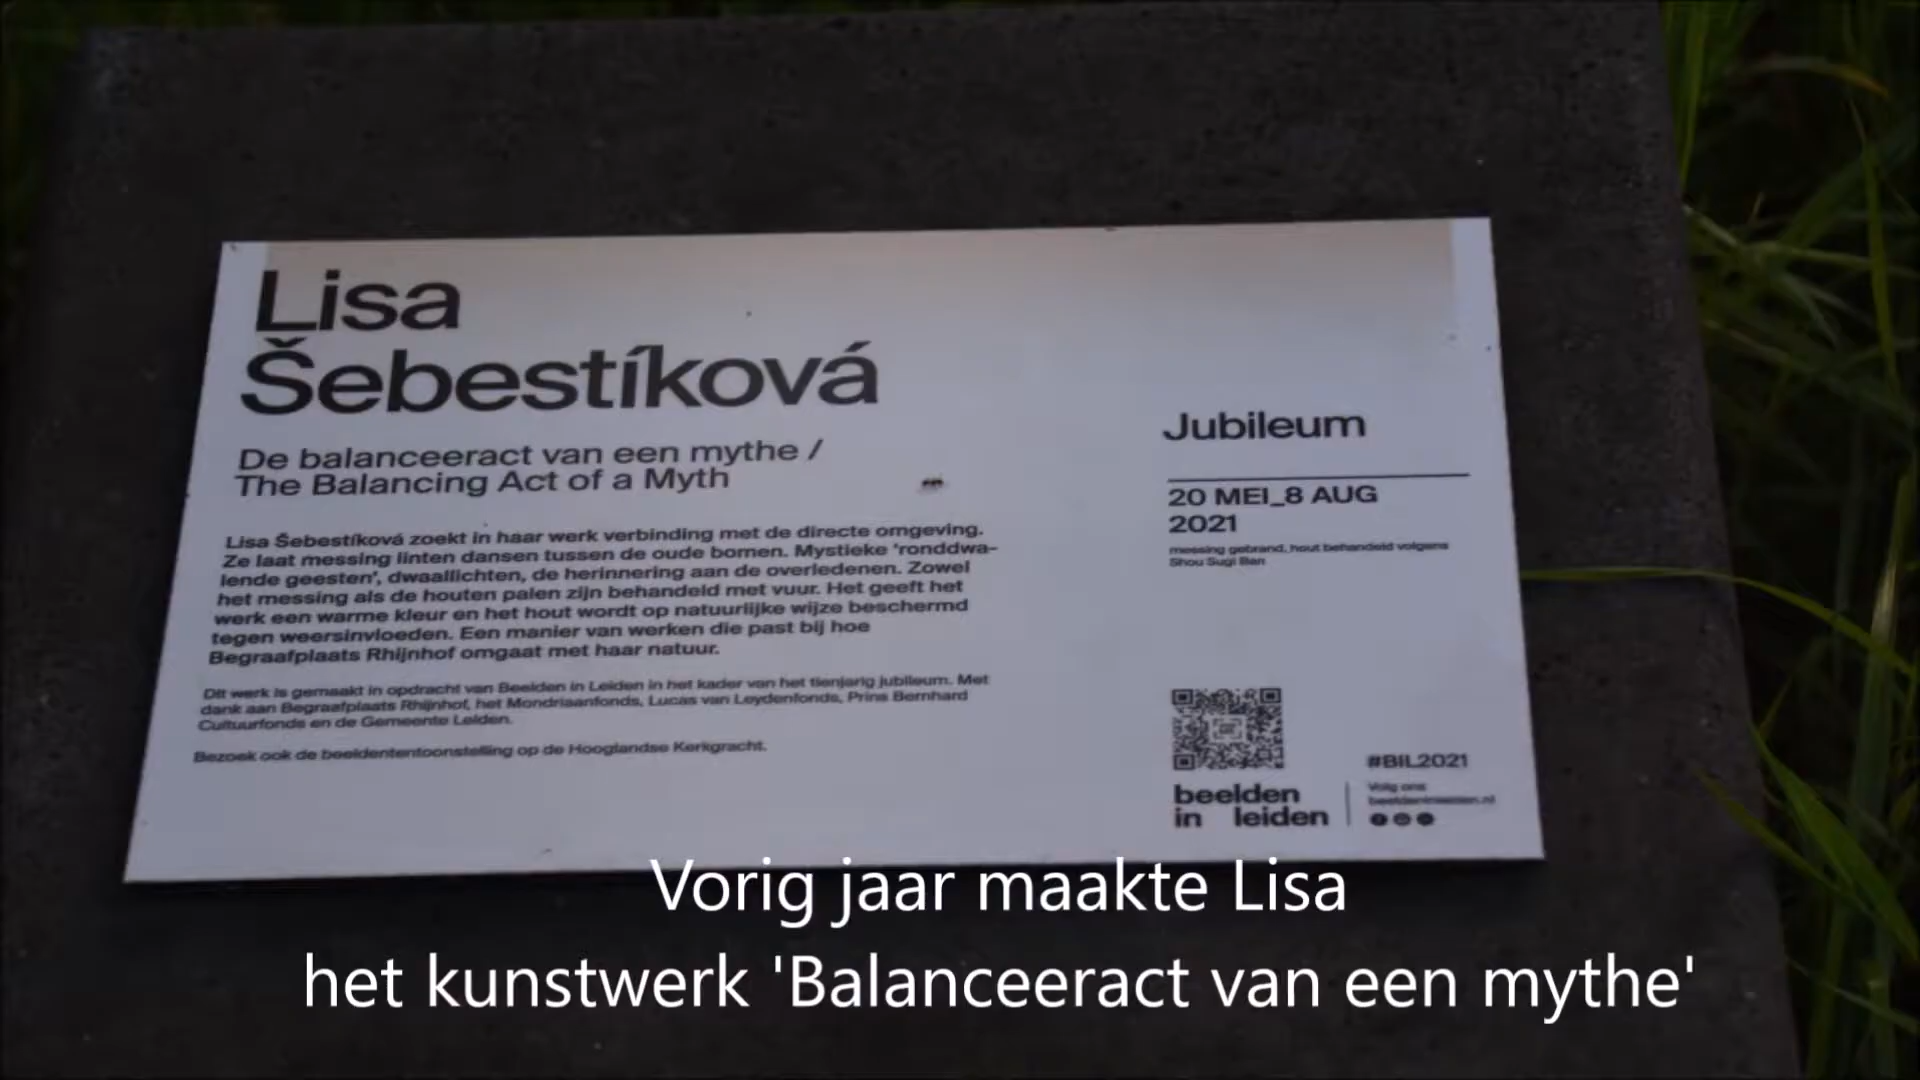 Lisa
Šebestíková
De balanceeract van een mythe /
The Balancing Act of a Myth
Lisa Šebestíková zoekt in haar werk verbinding met de directe omgeving.
Ze laat messing linten dansen tussen de oude bomen. Mystieke 'ronddwa-
lende geesten', dwaallichten, de herinnering aan de overledenen. Zowel
het messing als de houten palen zijn behandeld met vuur. Het geeft het
werk een warme kleur en het hout wordt op natuurlijke wijze beschermd
tegen weersinvloeden. Een manier van werken die past bij hoe
Begraafplaats Rhijnhof omgaat met haar natuur.
Dit werk is gemaakt in opdracht van Beelden in Leiden in het kader van het tienjarig jubileum. Met
dank aan Begraafplaats Rhijnhof, het Mondriaanfonds, Lucas van Leydenfonds, Prins Bernhard
Cultuurfonds en de Gemeente Leiden.
Bezoek ook de beeldententoonstelling op de Hooglandse Kerkgracht.
Jubileum
20 MEI_8 AUG
2021
messing gebrand, hout behandeld volgens
Shou Sugi Ban
#BIL2021
beelden
in leiden
Volg ons
beeldeninleiden.nl
Vorig jaar maakte Lisa
het kunstwerk 'Balanceeract van een mythe'